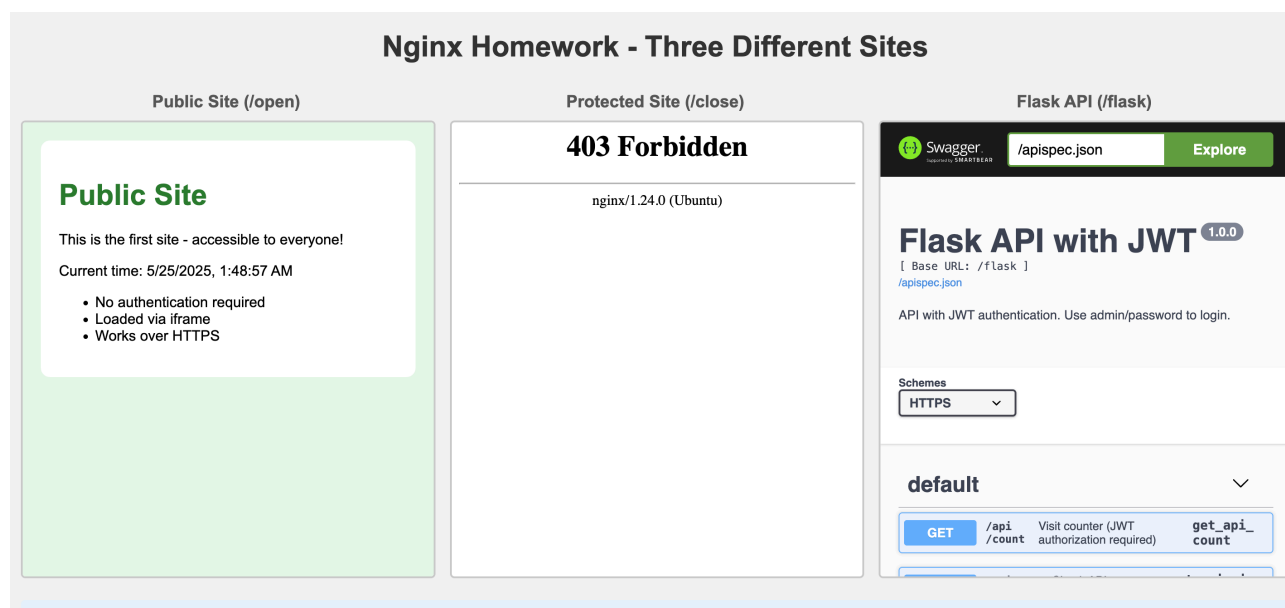 Nginx Homework - Three Different Sites
Public Site (/open)
Protected Site (/close)
Flask API (/flask)
Public Site
This is the first site - accessible to everyone!
Current time: 5/25/2025, 1:48:57 AM
• No authentication required
• Loaded via iframe
• Works over HTTPS
403 Forbidden
nginx/1.24.0 (Ubuntu)
{··} Swagger.
Supported by SMARTBEAR
/apispec.json
Explore
Flask API with JWT 1.0.0
[ Base URL: /flask ]
/apispec.json
API with JWT authentication. Use admin/password to login.
Schemes
HTTPS
default
GET
/api
/count
Visit counter (JWT
authorization required)
get_api_
count